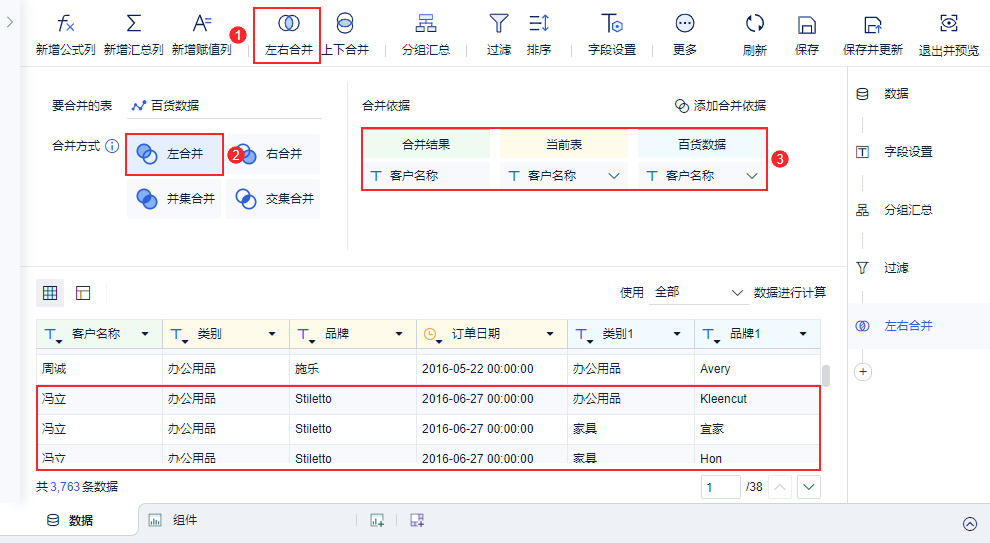 新增公式列 新增汇总列 新增赋值列 1 左右合并 上下合并 分组汇总 过滤 排序 字段设置 更多 刷新 保存 保存并更新 退出并预览
要合并的表 百货数据
合并方式 左合并 2 右合并
并集合并 交集合并
合并依据 添加合并依据
合并结果 当前表 百货数据
客户名称 客户名称 客户名称 3
数据
字段设置
分组汇总
过滤
左右合并
使用 全部 数据进行计算
客户名称 类别 品牌 订单日期 类别1 品牌1
周诚 办公用品 施乐 2016-05-22 00:00:00 办公用品 Avery
冯立 办公用品 Stiletto 2016-06-27 00:00:00 办公用品 Kleencut
冯立 办公用品 Stiletto 2016-06-27 00:00:00 家具 宜家
冯立 办公用品 Stiletto 2016-06-27 00:00:00 家具 Hon
共 3,763 条数据 1 /38
数据 组件